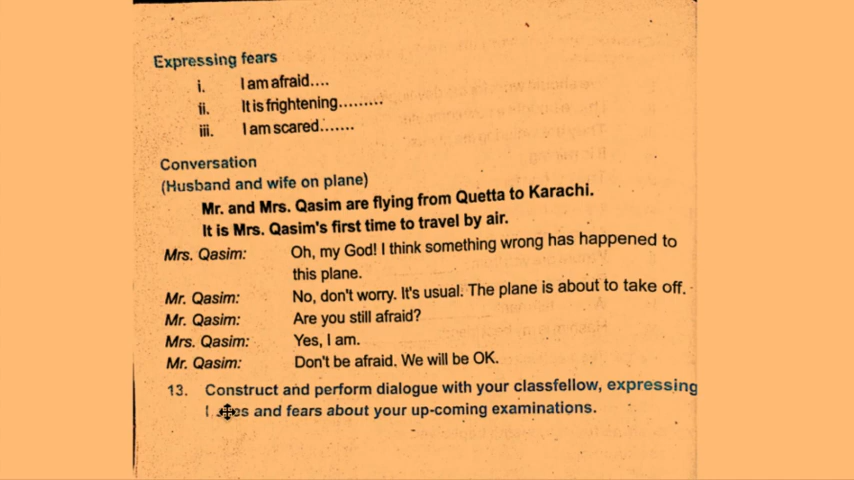 Expressing fears
i. I am afraid....
ii. It is frightening.........
iii. I am scared.......
Conversation
(Husband and wife on plane)
Mr. and Mrs. Qasim are flying from Quetta to Karachi.
It is Mrs. Qasim's first time to travel by air.
Mrs. Qasim: Oh, my God! I think something wrong has happened to
this plane.
Mr. Qasim: No, don't worry. It's usual. The plane is about to take off.
Mr. Qasim: Are you still afraid?
Mrs. Qasim: Yes, I am.
Mr. Qasim: Don't be afraid. We will be OK.
13. Construct and perform dialogue with your classfellow, expressing
and fears about your up-coming examinations.